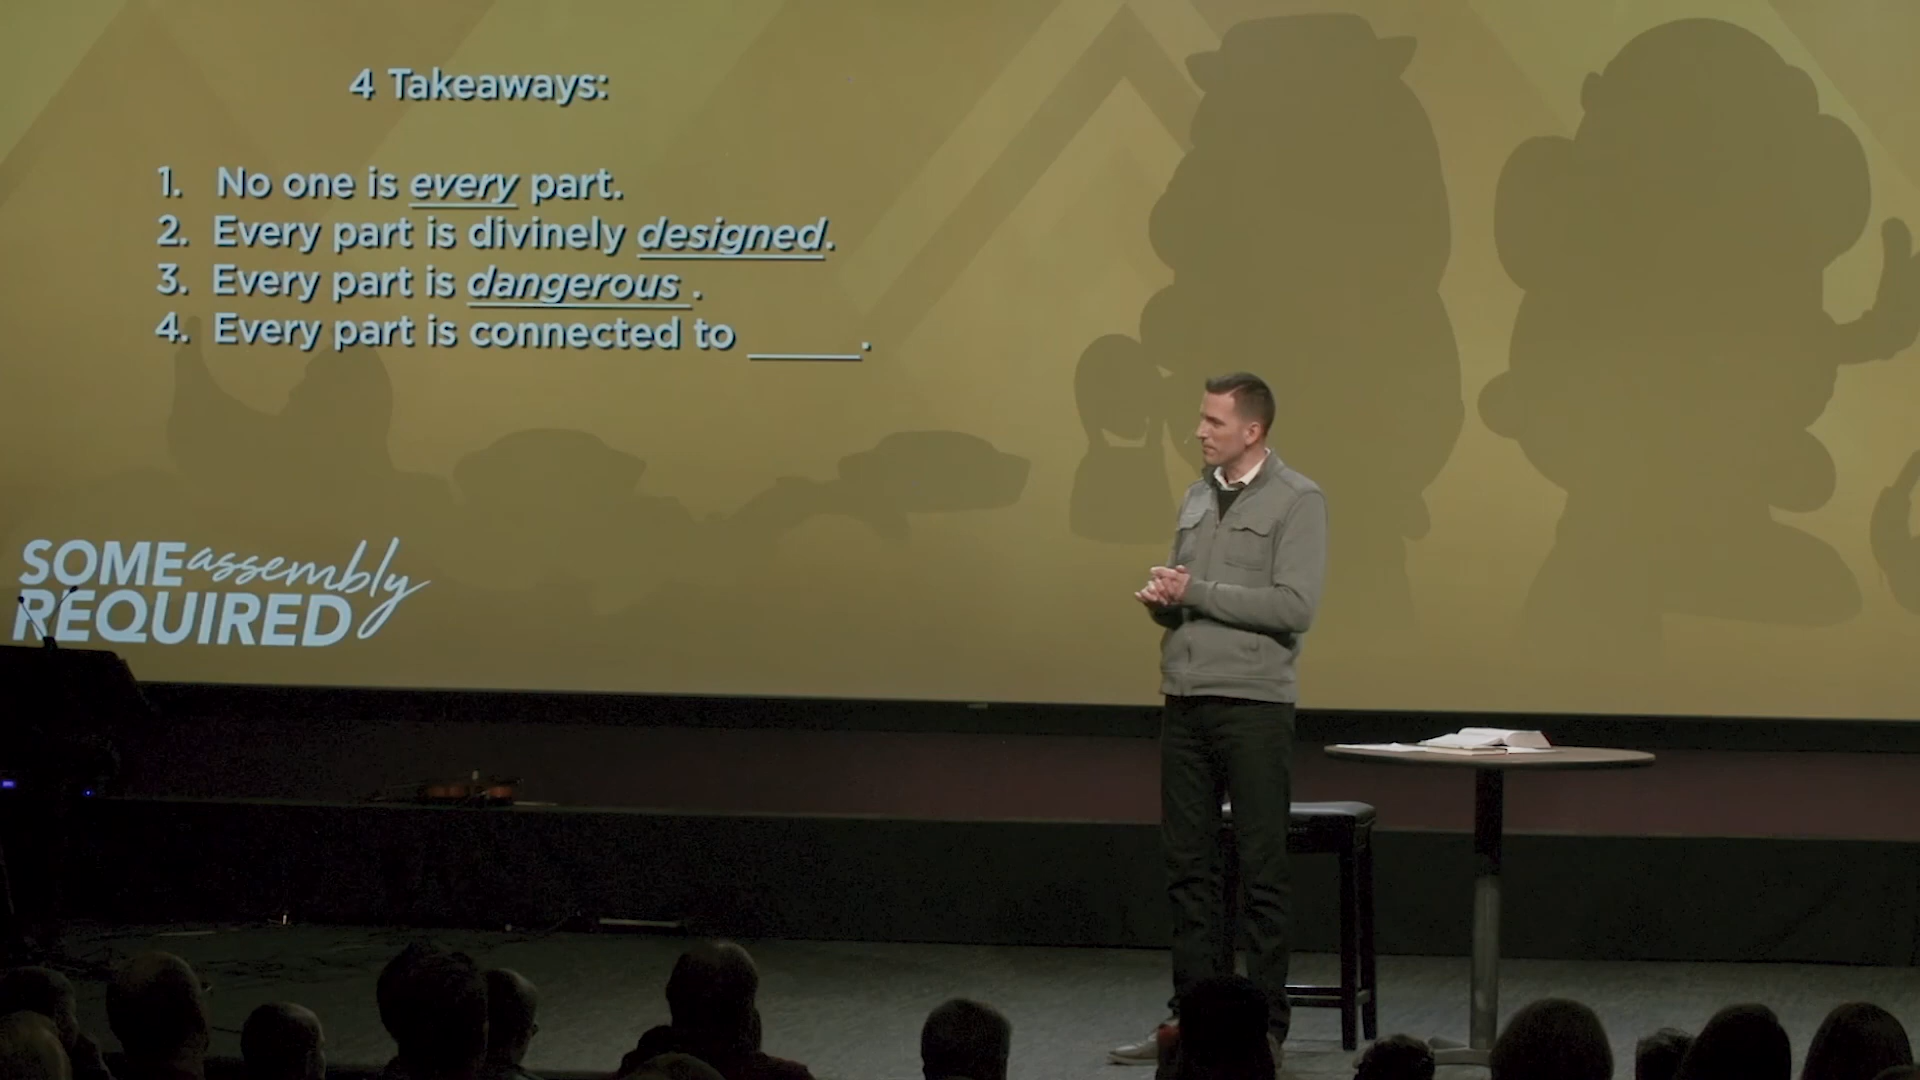 4 Takeaways:
1. No one is every part.
2. Every part is divinely designed.
3. Every part is dangerous .
4. Every part is connected to _____.
SOME assembly
REQUIRED